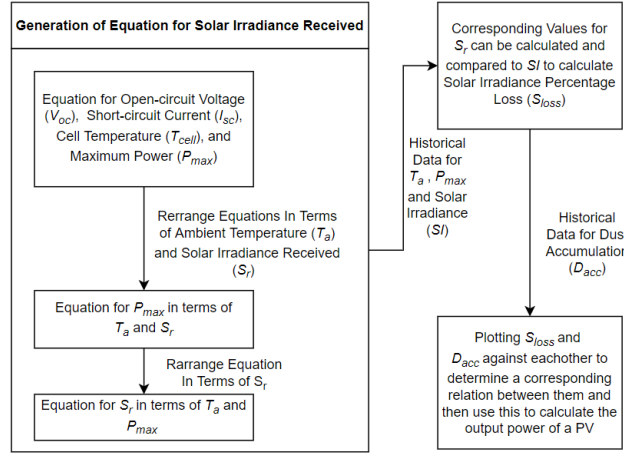 Generation of Equation for Solar Irradiance Received
Equation for Open-circuit Voltage
(Voc), Short-circuit Current (Isc),
Cell Temperature (Tcell), and
Maximum Power (Pmax)
Rerrange Equations In Terms
of Ambient Temperature (Ta)
and Solar Irradiance Received
(Sr)
Equation for Pmax in terms of
Ta and Sr
Rarrange Equation
In Terms of Sr
Equation for Sr in terms of Ta and
Pmax
Historical
Data for
Ta , Pmax
and Solar
Irradiance
(SI)
Corresponding Values for
Sr can be calculated and
compared to SI to calculate
Solar Irradiance Percentage
Loss (Sloss)
Historical
Data for Dus
Accumulation
(Dacc)
Plotting Sloss and
Dacc against eachother to
determine a corresponding
relation between them and
then use this to calculate the
output power of a PV